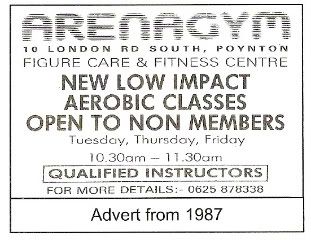 ARENAGYM
10 LONDON RD SOUTH, POYNTON
FIGURE CARE & FITNESS CENTRE
NEW LOW IMPACT
AEROBIC CLASSES
OPEN TO NON MEMBERS
Tuesday, Thursday, Friday
10.30am – 11.30am
QUALIFIED INSTRUCTORS
FOR MORE DETAILS:- 0625 878338
Advert from 1987